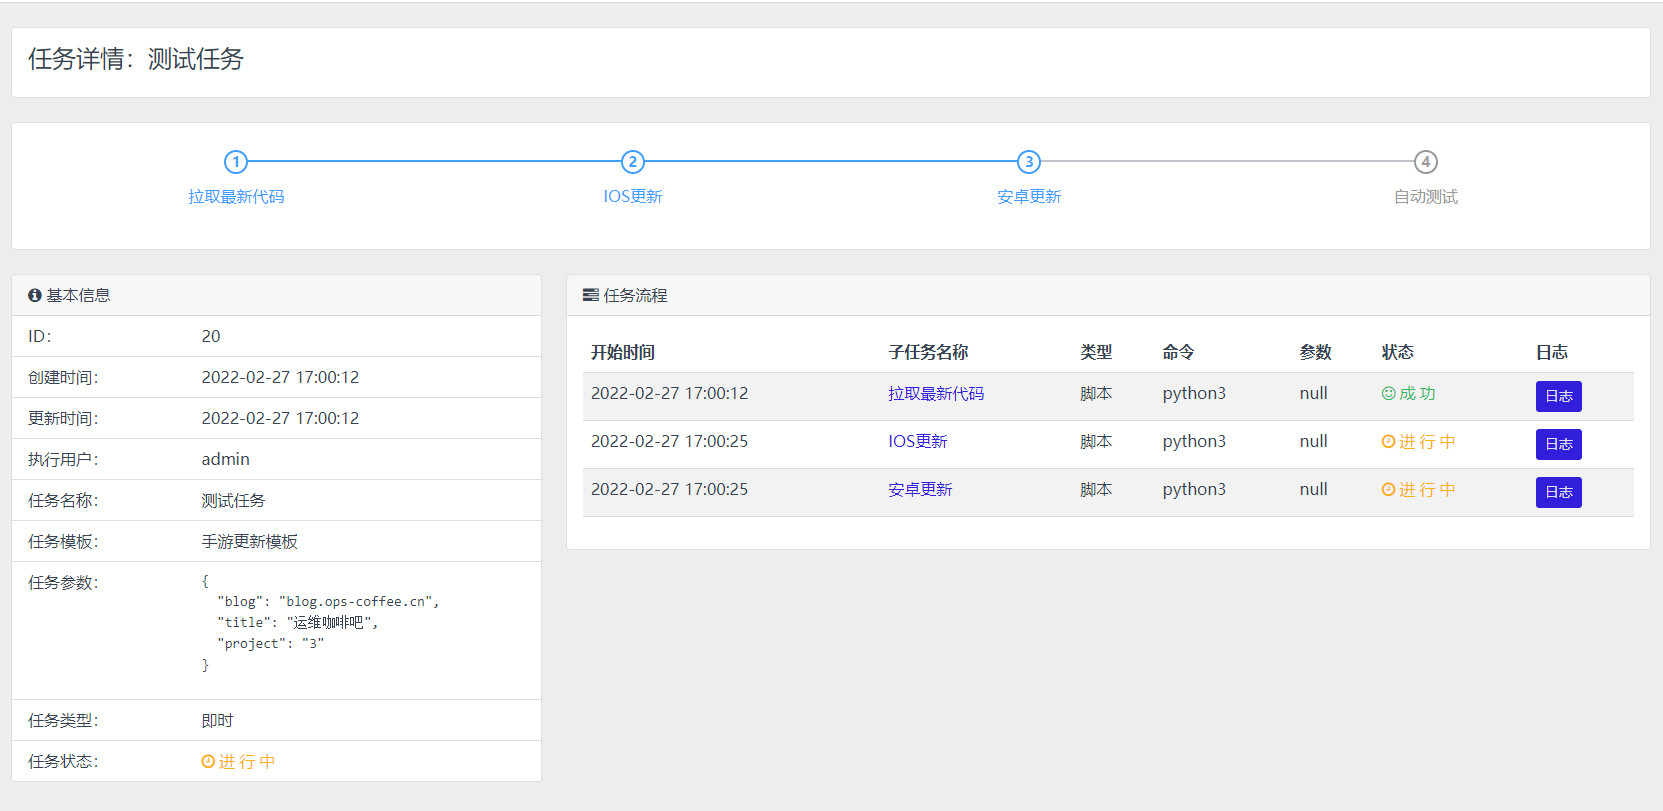 任务详情：测试任务
1
2
3
4
拉取最新代码
IOS更新
安卓更新
自动测试
基本信息
ID：
20
创建时间：
2022-02-27 17:00:12
更新时间：
2022-02-27 17:00:12
执行用户：
admin
任务名称：
测试任务
任务模板：
手游更新模板
任务参数：
{
"blog": "blog.ops-coffee.cn",
"title": "运维咖啡吧",
"project": "3"
}
任务类型：
即时
任务状态：
进行中
任务流程
开始时间 子任务名称 类型 命令 参数 状态 日志
2022-02-27 17:00:12 拉取最新代码 脚本 python3 null 成功 日志
2022-02-27 17:00:25 IOS更新 脚本 python3 null 进行中 日志
2022-02-27 17:00:25 安卓更新 脚本 python3 null 进行中 日志